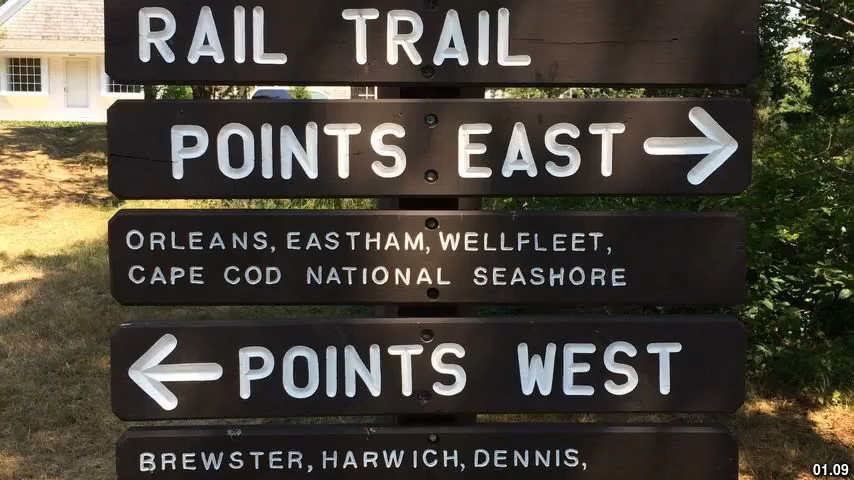 RAIL TRAIL
POINTS EAST →
ORLEANS, EASTHAM, WELLFLEET,
CAPE COD NATIONAL SEASHORE
← POINTS WEST
BREWSTER, HARWICH, DENNIS,
01.09